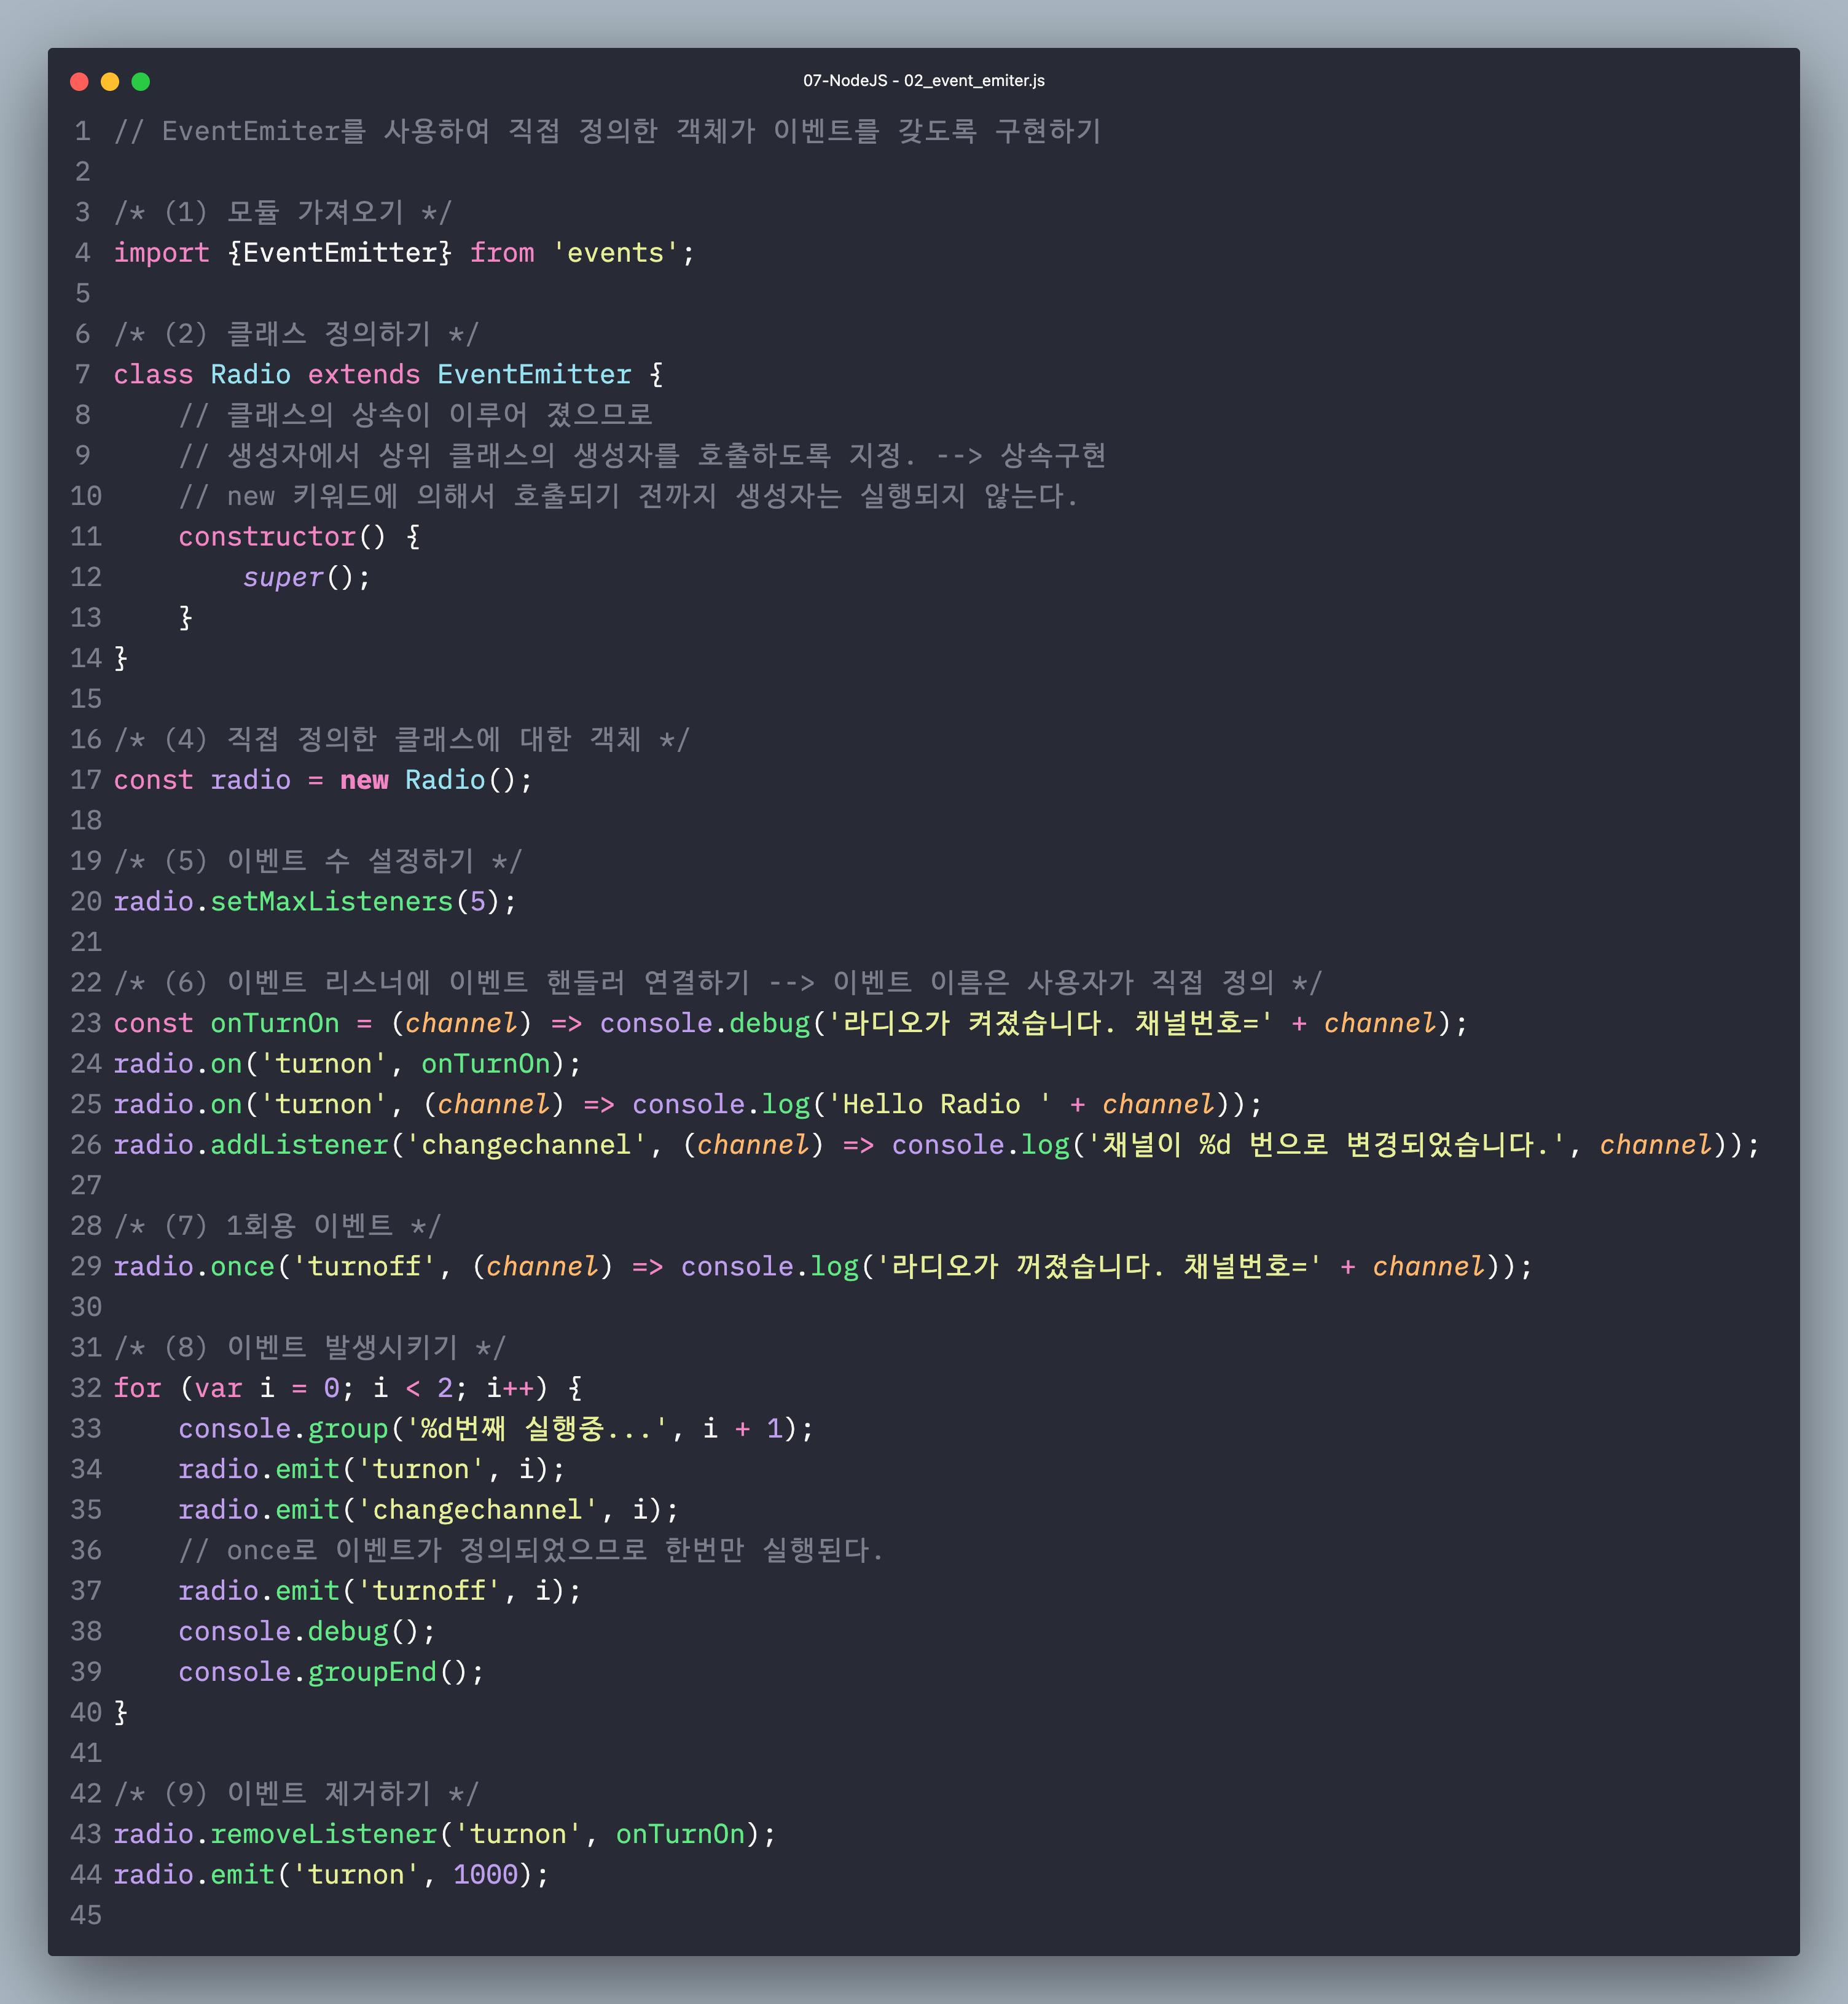 07-NodeJS - 02_event_emiter.js
1 // EventEmiter를 사용하여 직접 정의한 객체가 이벤트를 갖도록 구현하기
2
3 /* (1) 모듈 가져오기 */
4 import {EventEmitter} from 'events';
5
6 /* (2) 클래스 정의하기 */
7 class Radio extends EventEmitter {
8     // 클래스의 상속이 이루어 졌으므로
9     // 생성자에서 상위 클래스의 생성자를 호출하도록 지정. --> 상속구현
10     // new 키워드에 의해서 호출되기 전까지 생성자는 실행되지 않는다.
11     constructor() {
12         super();
13     }
14 }
15
16 /* (4) 직접 정의한 클래스에 대한 객체 */
17 const radio = new Radio();
18
19 /* (5) 이벤트 수 설정하기 */
20 radio.setMaxListeners(5);
21
22 /* (6) 이벤트 리스너에 이벤트 핸들러 연결하기 --> 이벤트 이름은 사용자가 직접 정의 */
23 const onTurnOn = (channel) => console.debug('라디오가 켜졌습니다. 채널번호=' + channel);
24 radio.on('turnon', onTurnOn);
25 radio.on('turnon', (channel) => console.log('Hello Radio ' + channel));
26 radio.addListener('changechannel', (channel) => console.log('채널이 %d 번으로 변경되었습니다.', channel));
27
28 /* (7) 1회용 이벤트 */
29 radio.once('turnoff', (channel) => console.log('라디오가 꺼졌습니다. 채널번호=' + channel));
30
31 /* (8) 이벤트 발생시키기 */
32 for (var i = 0; i < 2; i++) {
33     console.group('%d번째 실행중...', i + 1);
34     radio.emit('turnon', i);
35     radio.emit('changechannel', i);
36     // once로 이벤트가 정의되었으므로 한번만 실행된다.
37     radio.emit('turnoff', i);
38     console.debug();
39     console.groupEnd();
40 }
41
42 /* (9) 이벤트 제거하기 */
43 radio.removeListener('turnon', onTurnOn);
44 radio.emit('turnon', 1000);
45